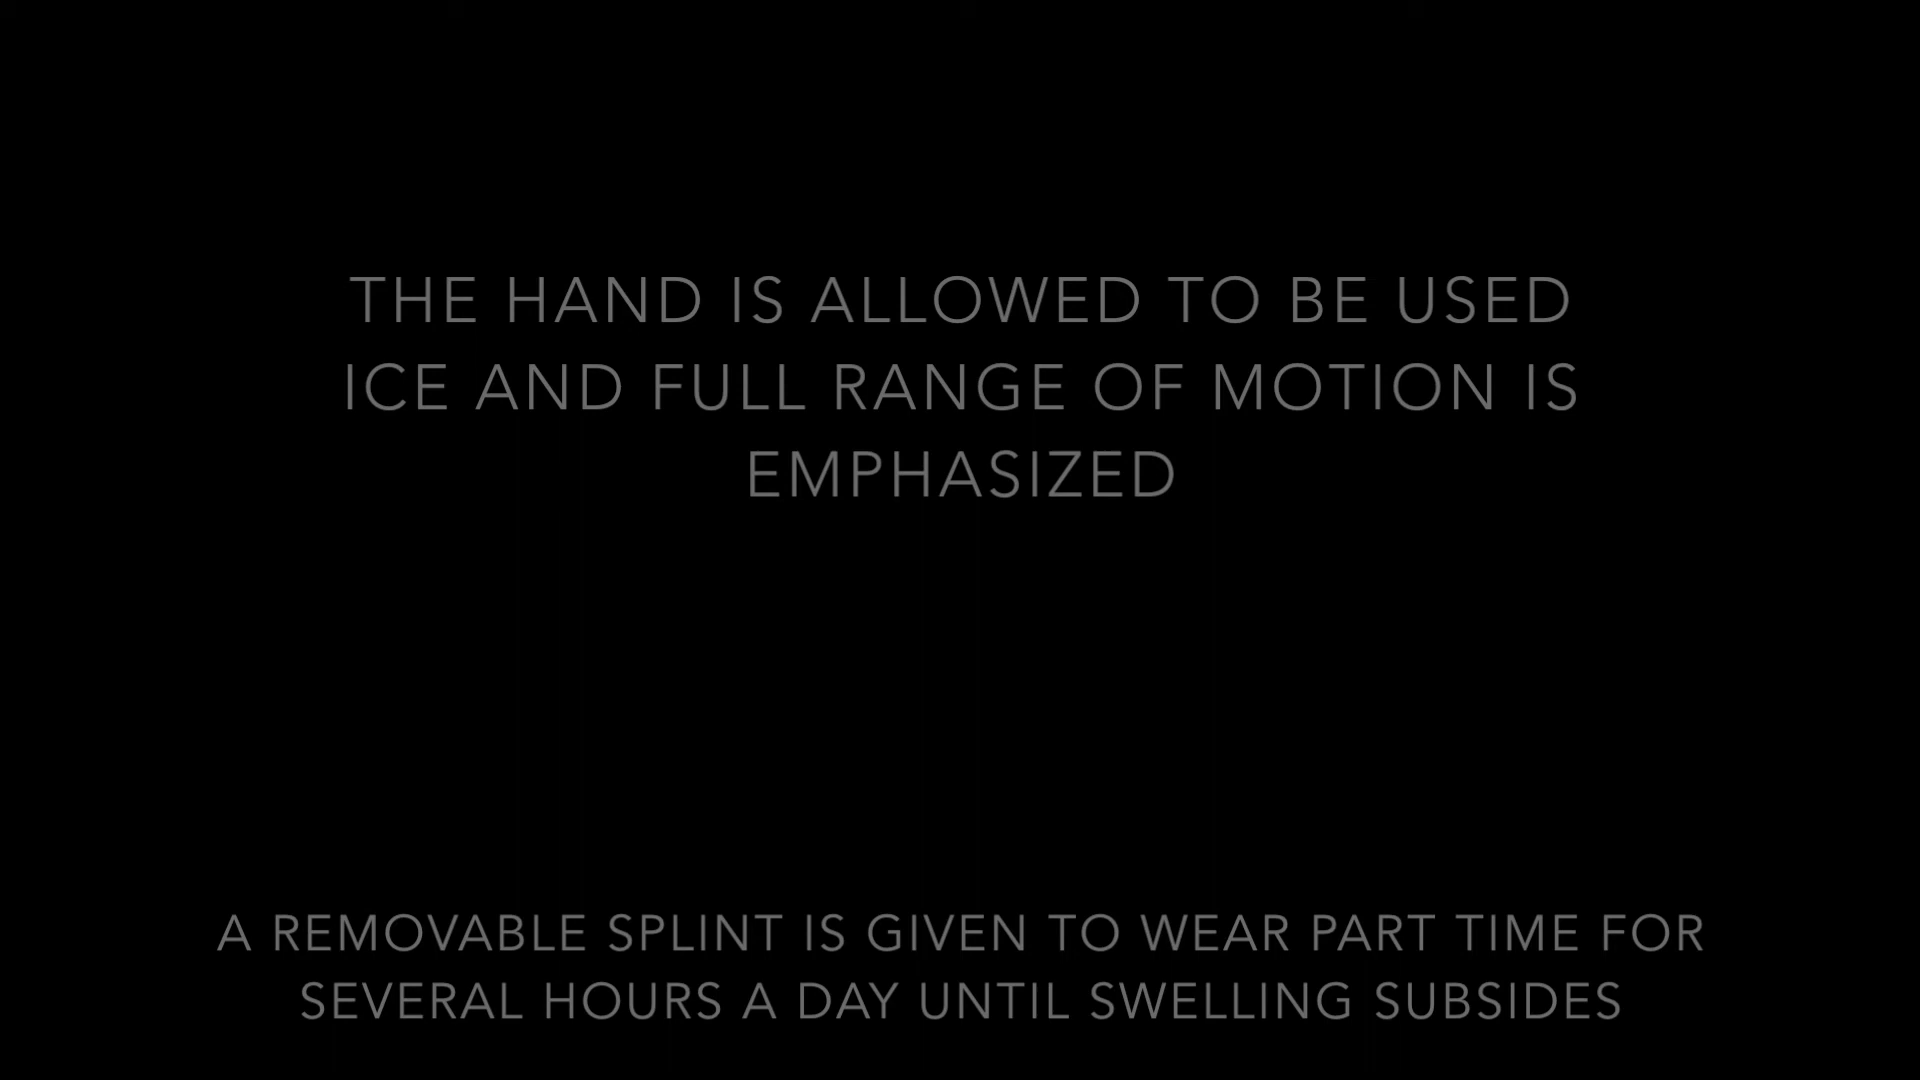 THE HAND IS ALLOWED TO BE USED
ICE AND FULL RANGE OF MOTION IS
EMPHASIZED
A REMOVABLE SPLINT IS GIVEN TO WEAR PART TIME FOR
SEVERAL HOURS A DAY UNTIL SWELLING SUBSIDES